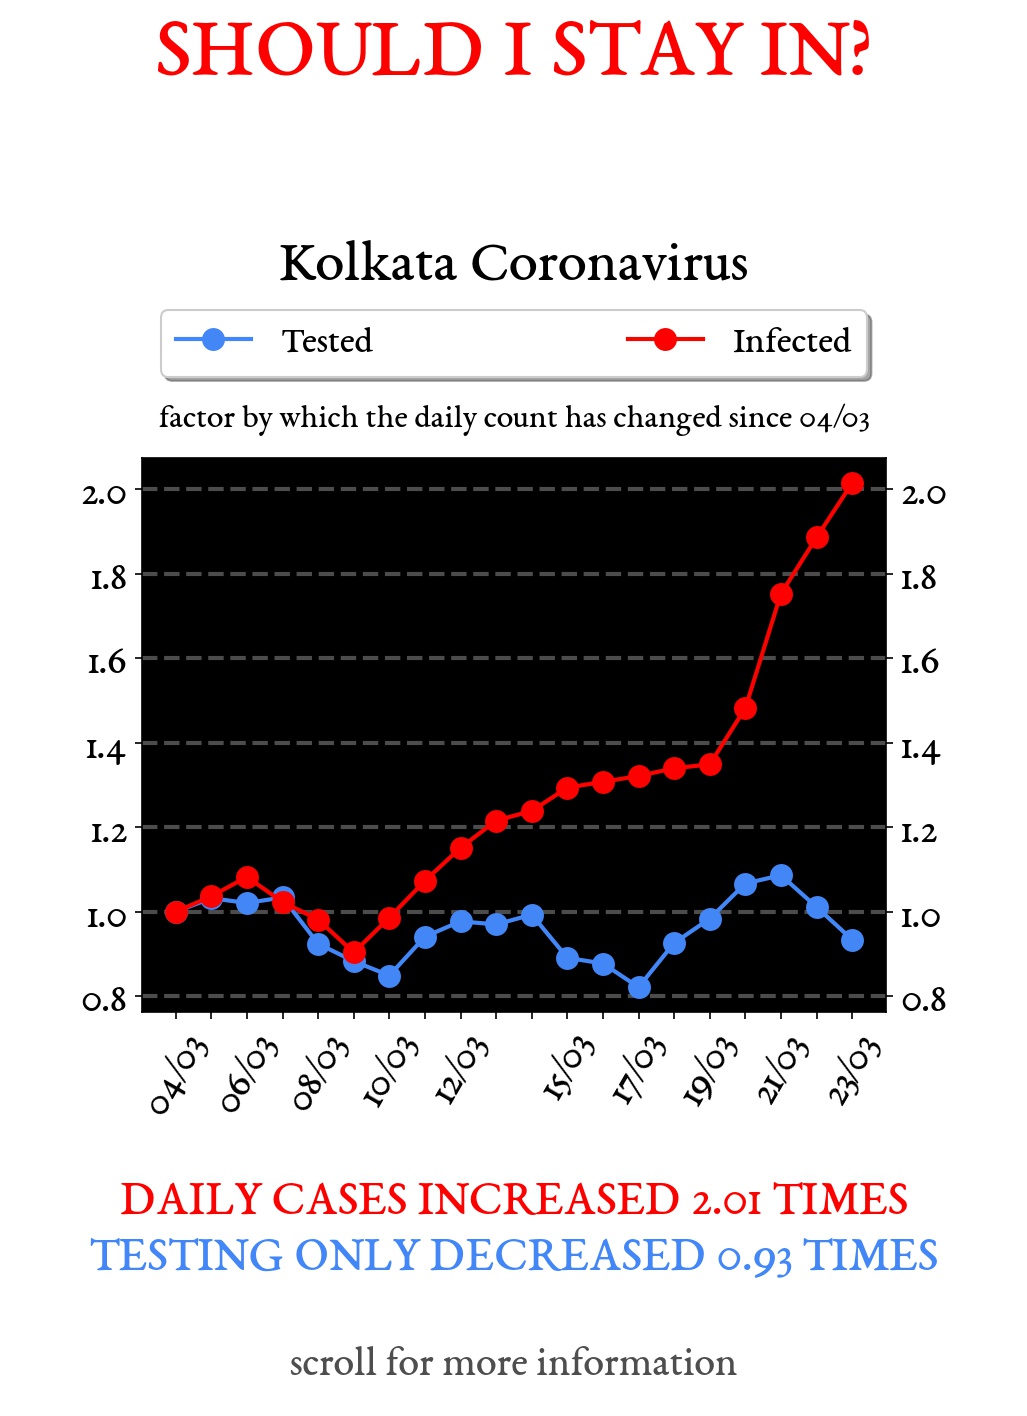 SHOULD I STAY IN?
Kolkata Coronavirus
Tested Infected
factor by which the daily count has changed since 04/03
2.0 2.0
1.8 1.8
1.6 1.6
1.4 1.4
1.2 1.2
1.0 1.0
0.8 0.8
04/03 06/03 08/03 10/03 12/03 15/03 17/03 19/03 21/03 23/03
DAILY CASES INCREASED 2.01 TIMES
TESTING ONLY DECREASED 0.93 TIMES
scroll for more information